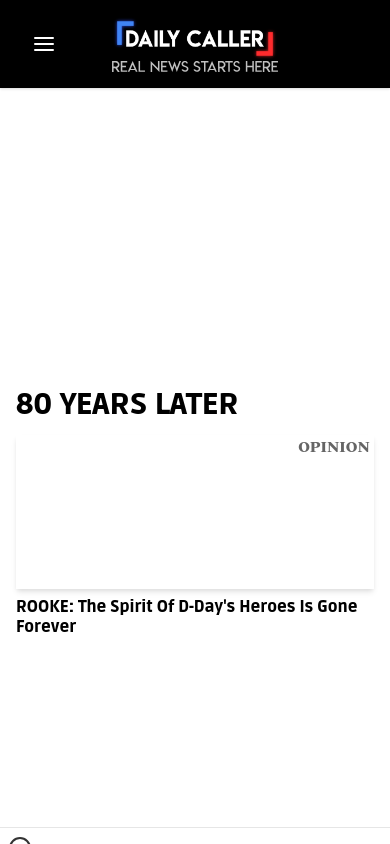 DAILY CALLER
REAL NEWS STARTS HERE
80 YEARS LATER
OPINION
ROOKE: The Spirit Of D-Day's Heroes Is Gone
Forever